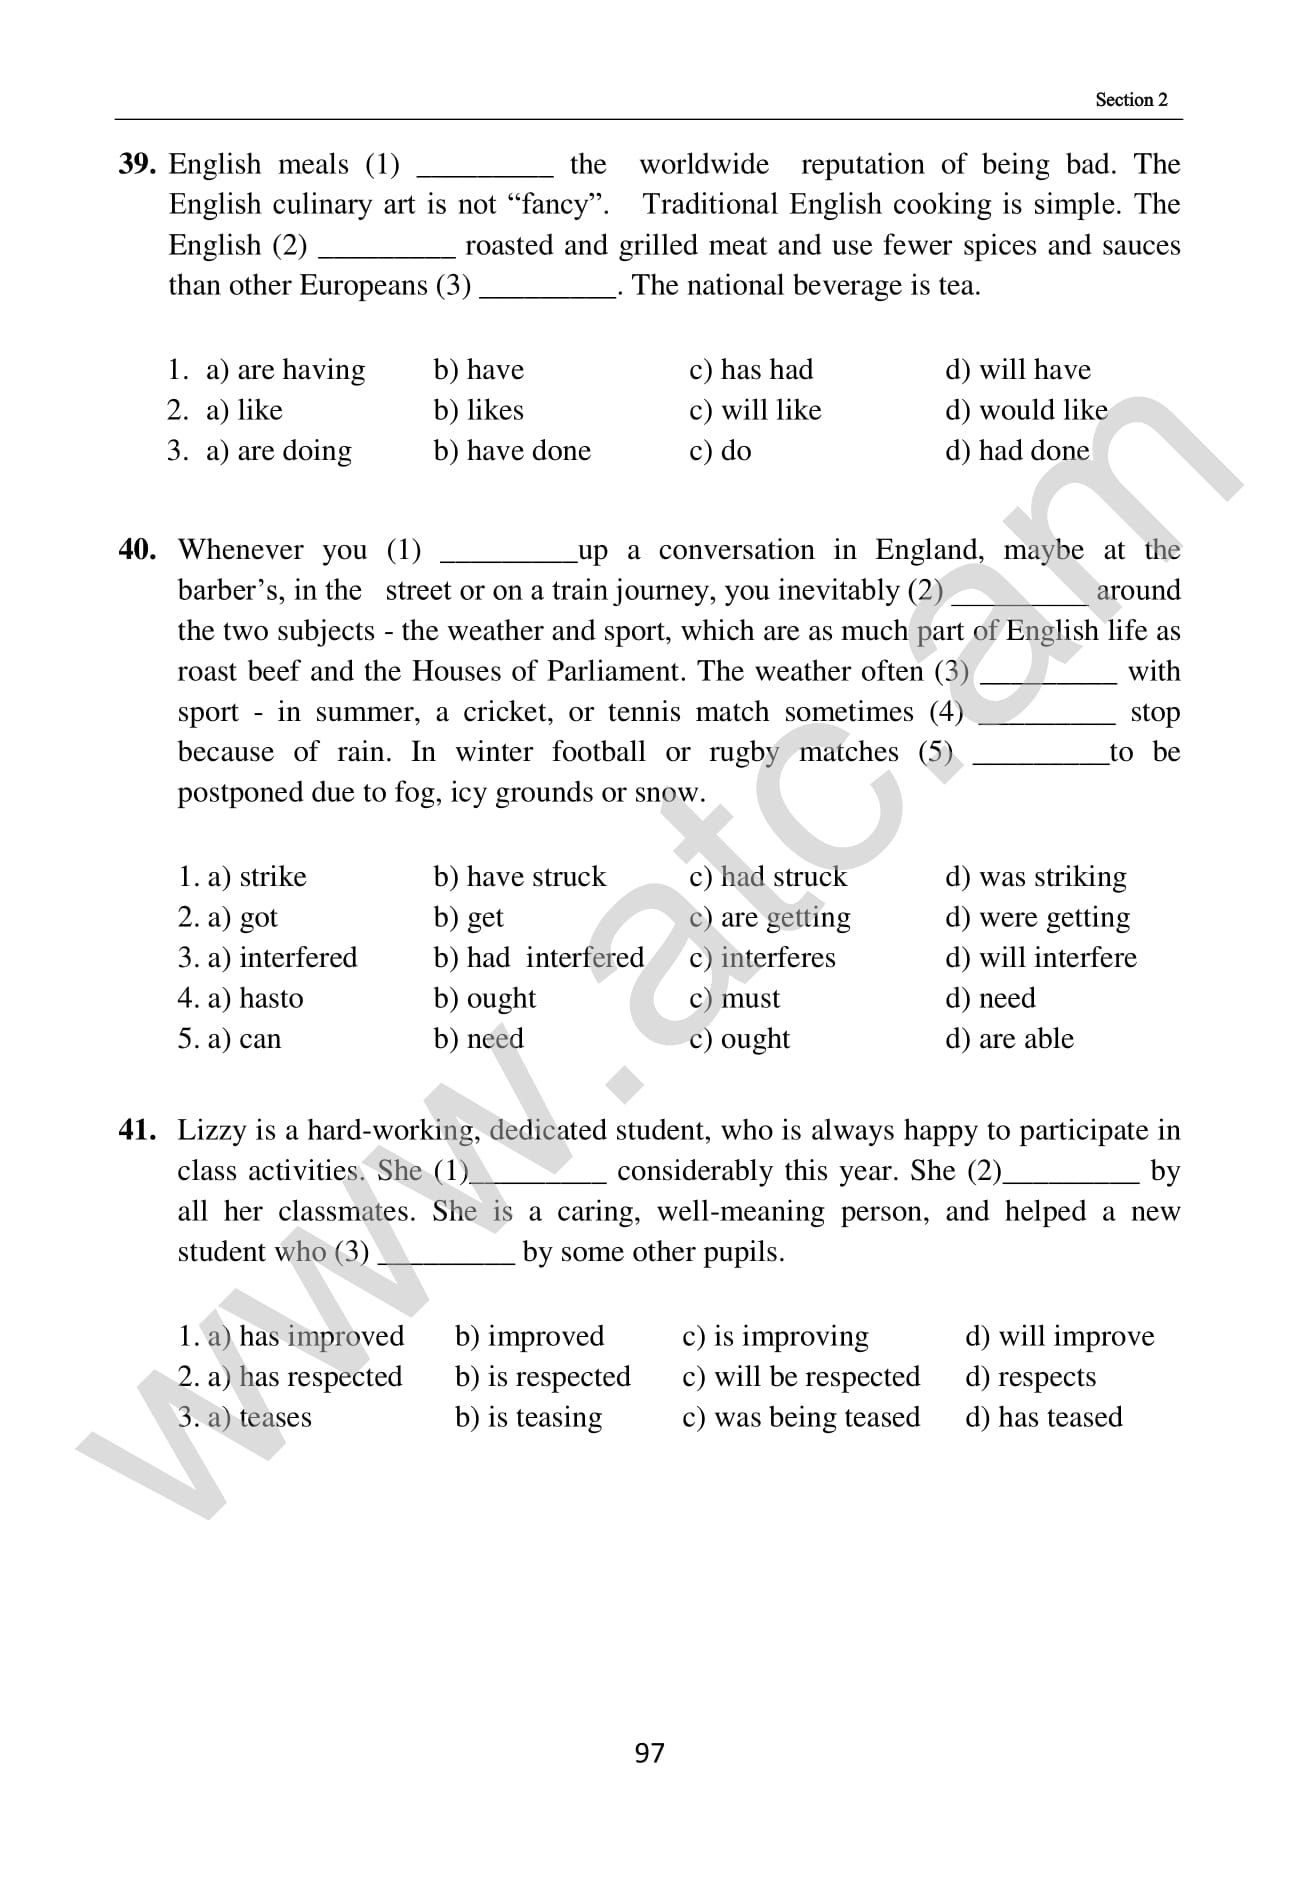 Section 2
39. English meals (1) _________ the worldwide reputation of being bad. The
English culinary art is not “fancy”. Traditional English cooking is simple. The
English (2) _________ roasted and grilled meat and use fewer spices and sauces
than other Europeans (3) _________. The national beverage is tea.
1. a) are having b) have c) has had d) will have
2. a) like b) likes c) will like d) would like
3. a) are doing b) have done c) do d) had done
40. Whenever you (1) _________up a conversation in England, maybe at the
barber’s, in the street or on a train journey, you inevitably (2) _________ around
the two subjects - the weather and sport, which are as much part of English life as
roast beef and the Houses of Parliament. The weather often (3) _________ with
sport - in summer, a cricket, or tennis match sometimes (4) _________ stop
because of rain. In winter football or rugby matches (5) _________to be
postponed due to fog, icy grounds or snow.
1. a) strike b) have struck c) had struck d) was striking
2. a) got b) get c) are getting d) were getting
3. a) interfered b) had interfered c) interferes d) will interfere
4. a) hasto b) ought c) must d) need
5. a) can b) need c) ought d) are able
41. Lizzy is a hard-working, dedicated student, who is always happy to participate in
class activities. She (1)_________ considerably this year. She (2)_________ by
all her classmates. She is a caring, well-meaning person, and helped a new
student who (3) _________ by some other pupils.
1. a) has improved b) improved c) is improving d) will improve
2. a) has respected b) is respected c) will be respected d) respects
3. a) teases b) is teasing c) was being teased d) has teased
97
www.atc.am